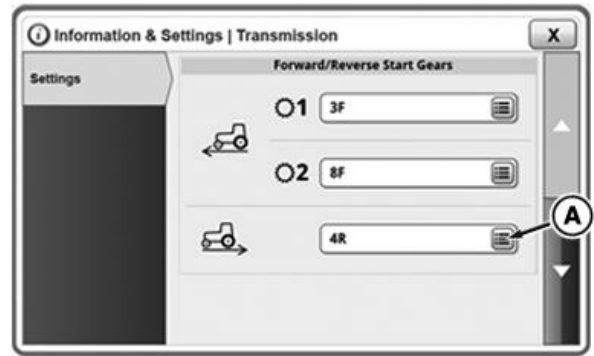 Information & Settings | Transmission X
Settings
Forward/Reverse Start Gears
1 3F
2 8F
4R
A